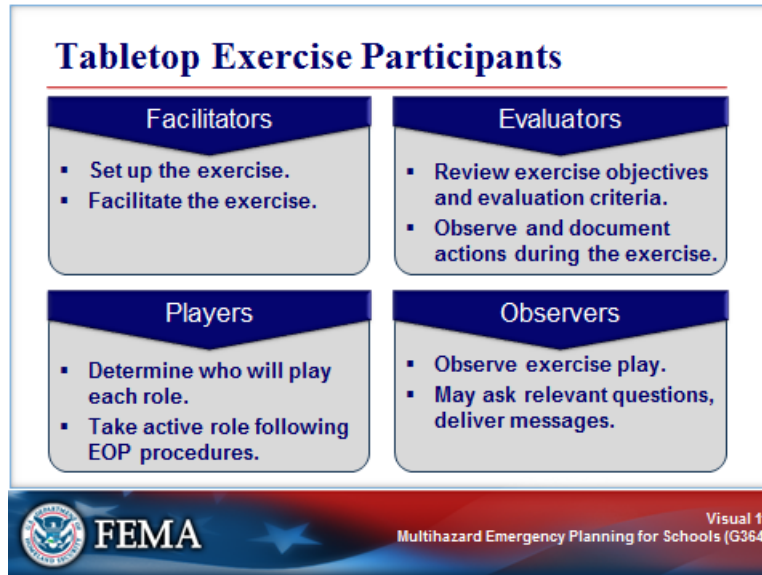 Tabletop Exercise Participants
Facilitators
▪ Set up the exercise.
▪ Facilitate the exercise.
Evaluators
▪ Review exercise objectives
and evaluation criteria.
▪ Observe and document
actions during the exercise.
Players
▪ Determine who will play
each role.
▪ Take active role following
EOP procedures.
Observers
▪ Observe exercise play.
▪ May ask relevant questions,
deliver messages.
FEMA
Visual 1
Multihazard Emergency Planning for Schools (G364